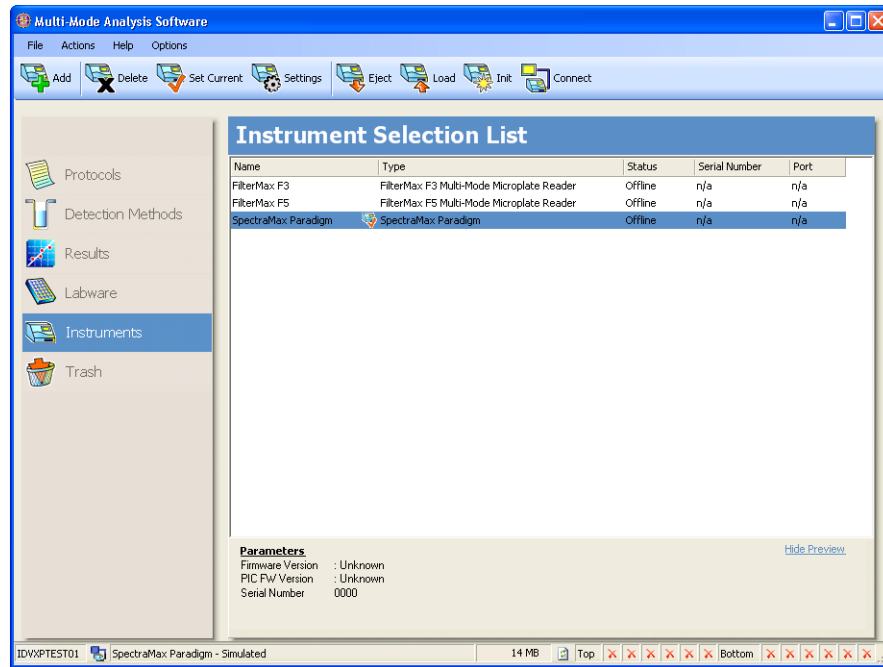 Multi-Mode Analysis Software
File Actions Help Options
Add Delete Set Current Settings Eject Load Init Connect
Instrument Selection List
Protocols
Detection Methods
Results
Labware
Instruments
Trash
Name Type Status Serial Number Port
FilterMax F3 FilterMax F3 Multi-Mode Microplate Reader Offline n/a n/a
FilterMax F5 FilterMax F5 Multi-Mode Microplate Reader Offline n/a n/a
SpectraMax Paradigm SpectraMax Paradigm Offline n/a n/a
Parameters Hide Preview
Firmware Version : Unknown
PIC FW Version : Unknown
Serial Number 0000
IDVXPTEST01 SpectraMax Paradigm - Simulated 14 MB Top Bottom